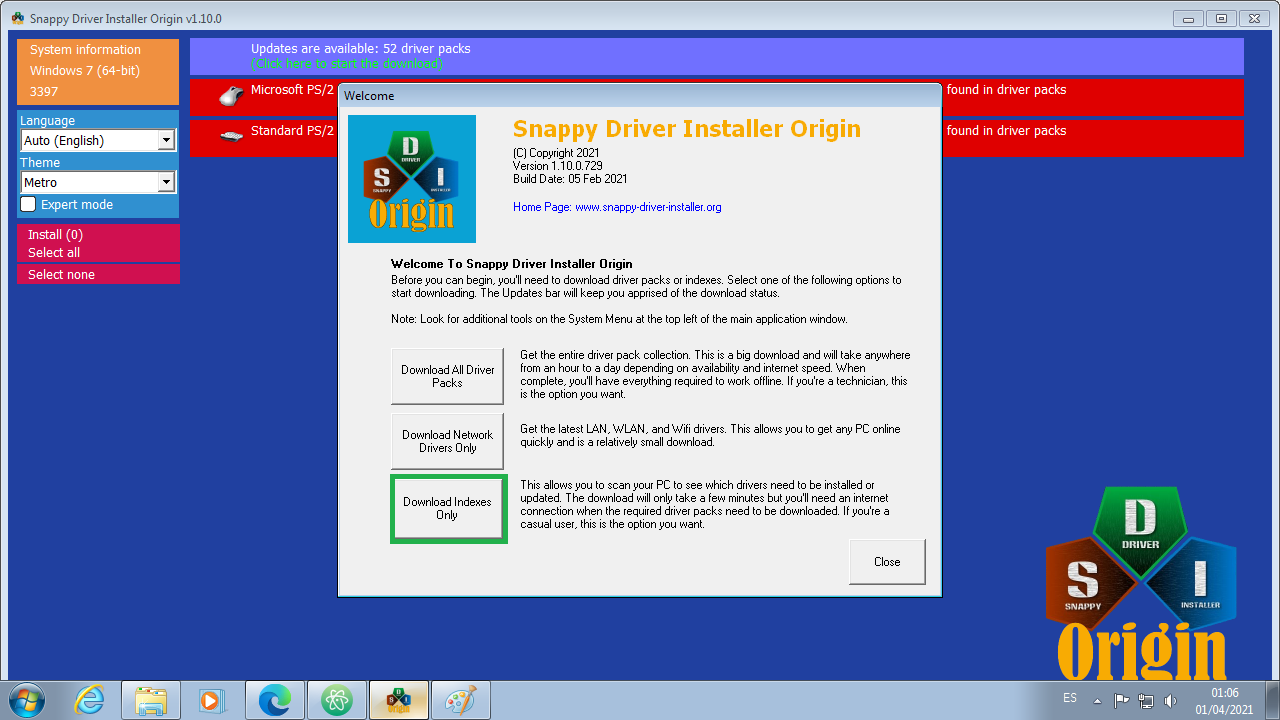 Snappy Driver Installer Origin v1.10.0
System information
Windows 7 (64-bit)
3397
Language
Auto (English)
Theme
Metro
Expert mode
Install (0)
Select all
Select none
Updates are available: 52 driver packs
(Click here to start the download)
Microsoft PS/2
found in driver packs
Standard PS/2
found in driver packs
Welcome
D
DRIVER
S
SNAPPY
I
INSTALLER
Origin
Snappy Driver Installer Origin
(C) Copyright 2021
Version 1.10.0.729
Build Date: 05 Feb 2021
Home Page: www.snappy-driver-installer.org
Welcome To Snappy Driver Installer Origin
Before you can begin, you'll need to download driver packs or indexes. Select one of the following options to
start downloading. The Updates bar will keep you apprised of the download status.
Note: Look for additional tools on the System Menu at the top left of the main application window.
Download All Driver
Packs
Get the entire driver pack collection. This is a big download and will take anywhere
from an hour to a day depending on availability and internet speed. When
complete, you'll have everything required to work offline. If you're a technician, this
is the option you want.
Download Network
Drivers Only
Get the latest LAN, WLAN, and Wifi drivers. This allows you to get any PC online
quickly and is a relatively small download.
Download Indexes
Only
This allows you to scan your PC to see which drivers need to be installed or
updated. The download will only take a few minutes but you'll need an internet
connection when the required driver packs need to be downloaded. If you're a
casual user, this is the option you want.
Close
D
DRIVER
S
SNAPPY
I
INSTALLER
Origin
ES
01:06
01/04/2021